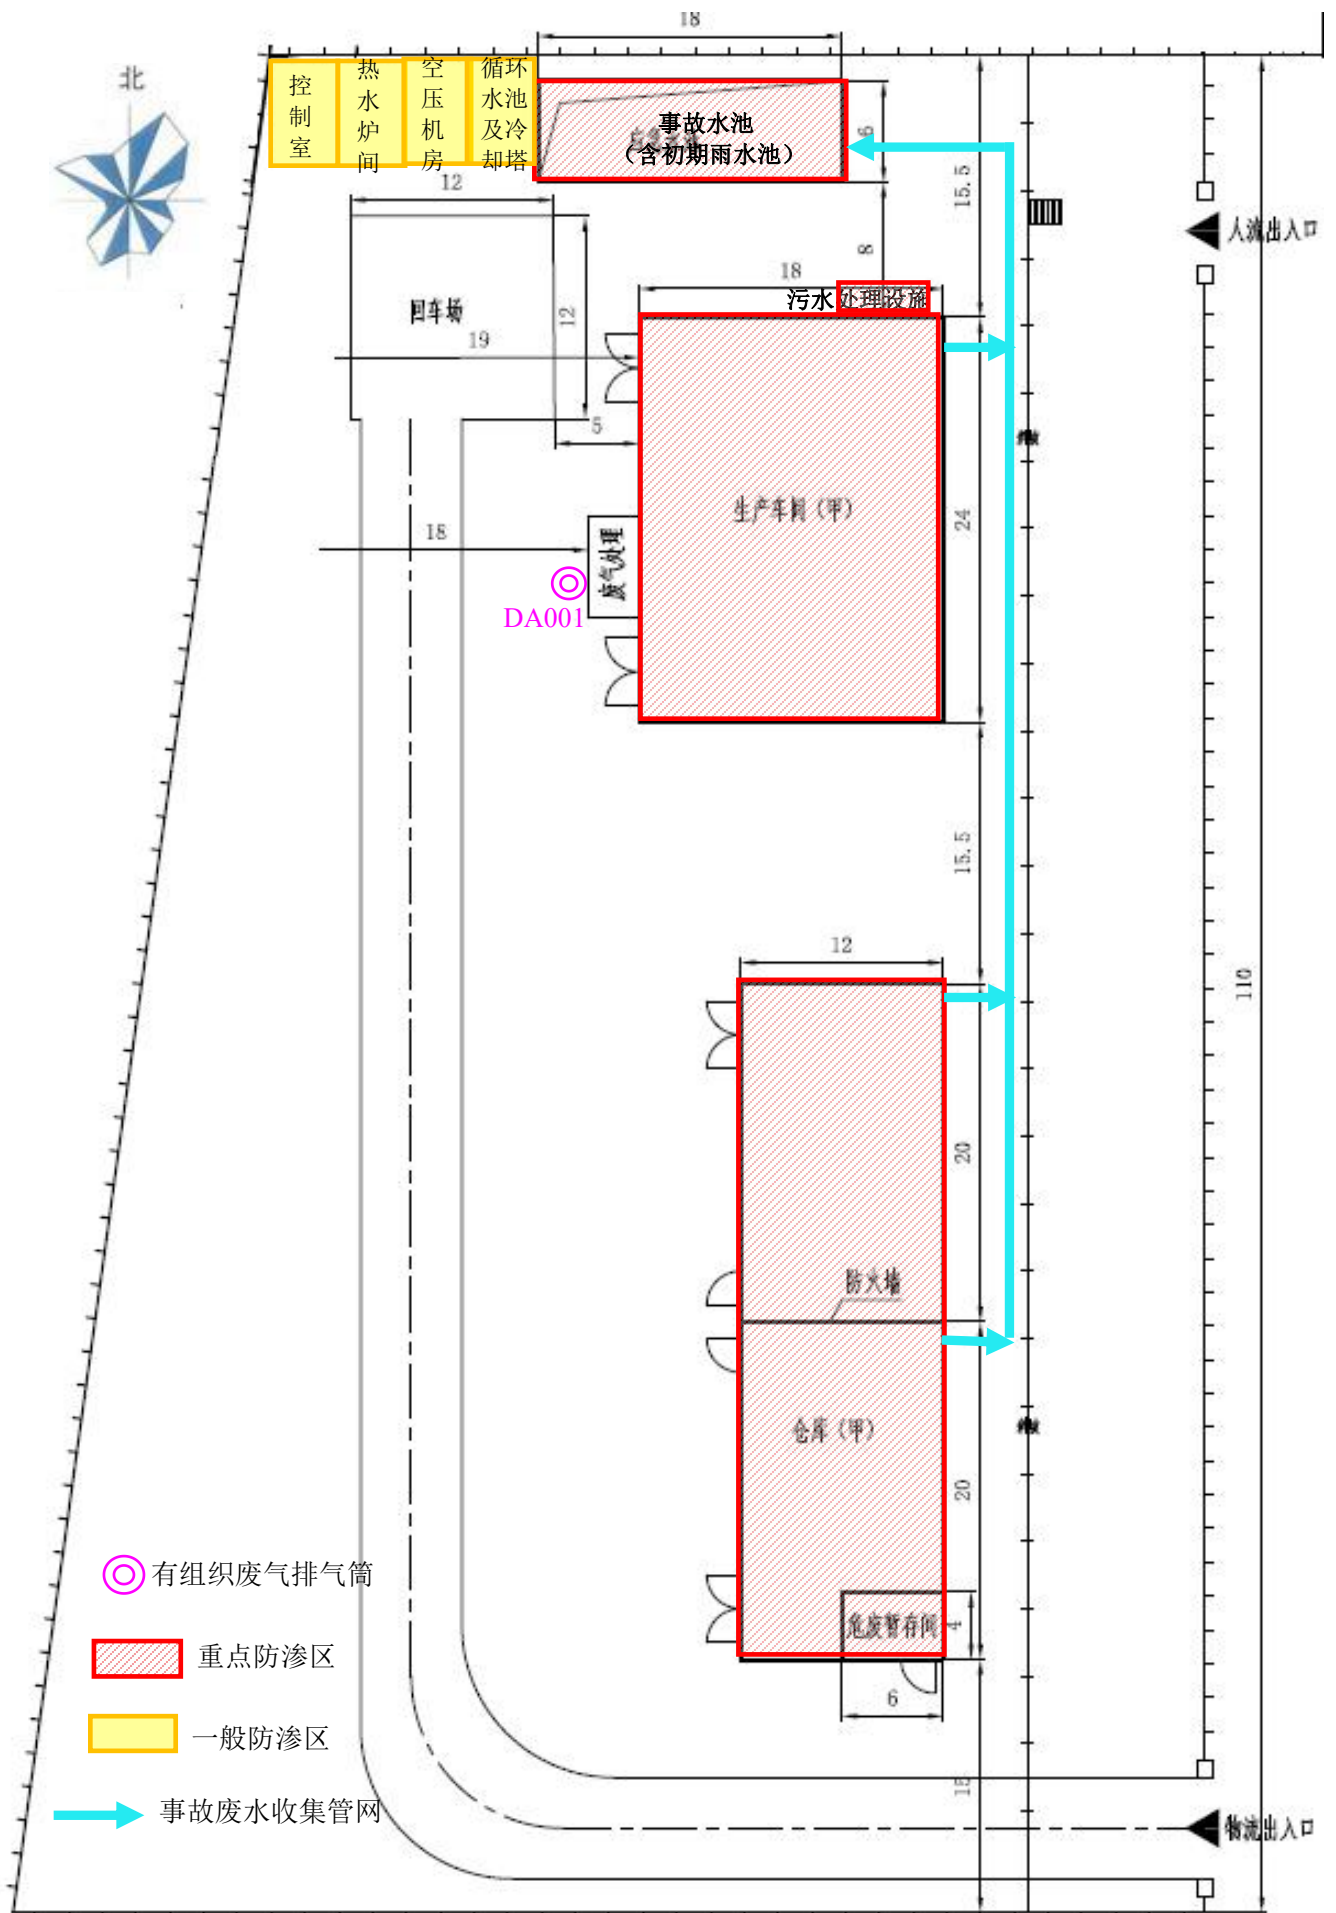 18
北
控制室
热水炉间
空压机房
循环水池及冷却塔
事故水池
（含初期雨水池）
6
15.5
人流出入口
12
8
18
污水处理设施
回车场
12
19
5
生产车间（甲）
24
18
废气处理
DA001
15.5
12
110
20
防火墙
仓库（甲）
20
有组织废气排气筒
危废暂存间
4
重点防渗区
6
一般防渗区
15
事故废水收集管网
物流出入口